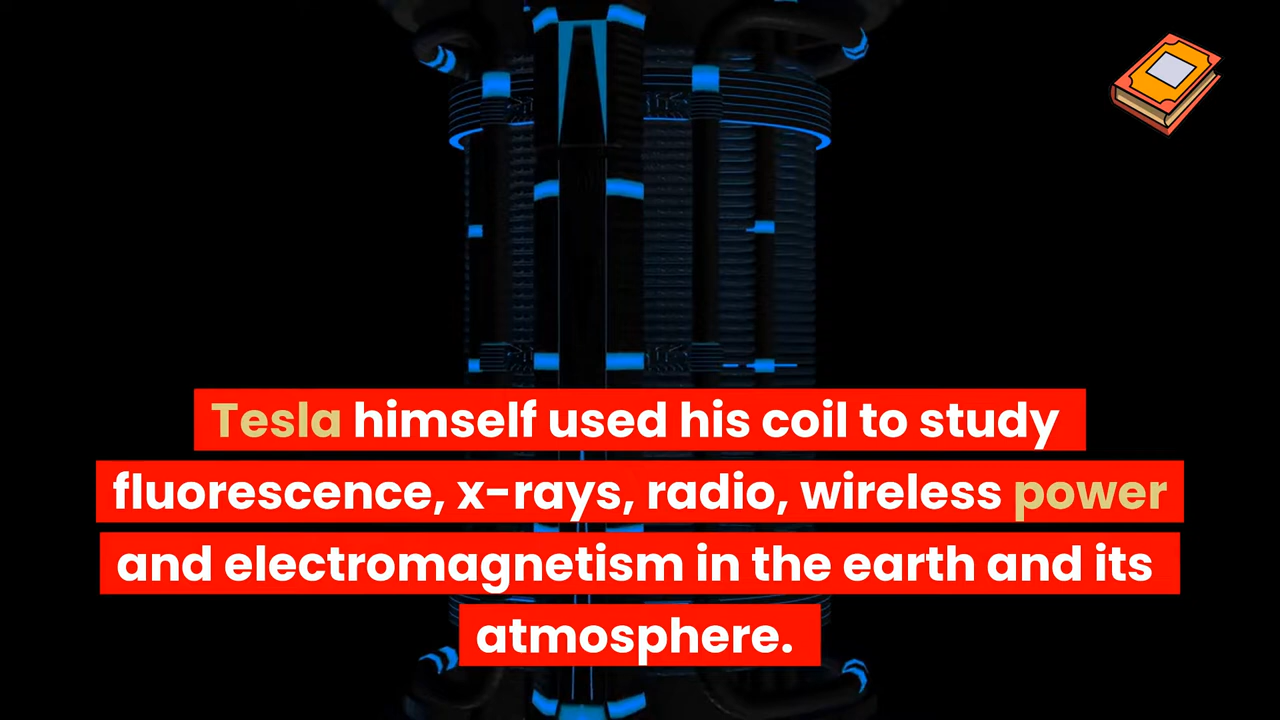 Tesla himself used his coil to study
fluorescence, x-rays, radio, wireless power
and electromagnetism in the earth and its
atmosphere.